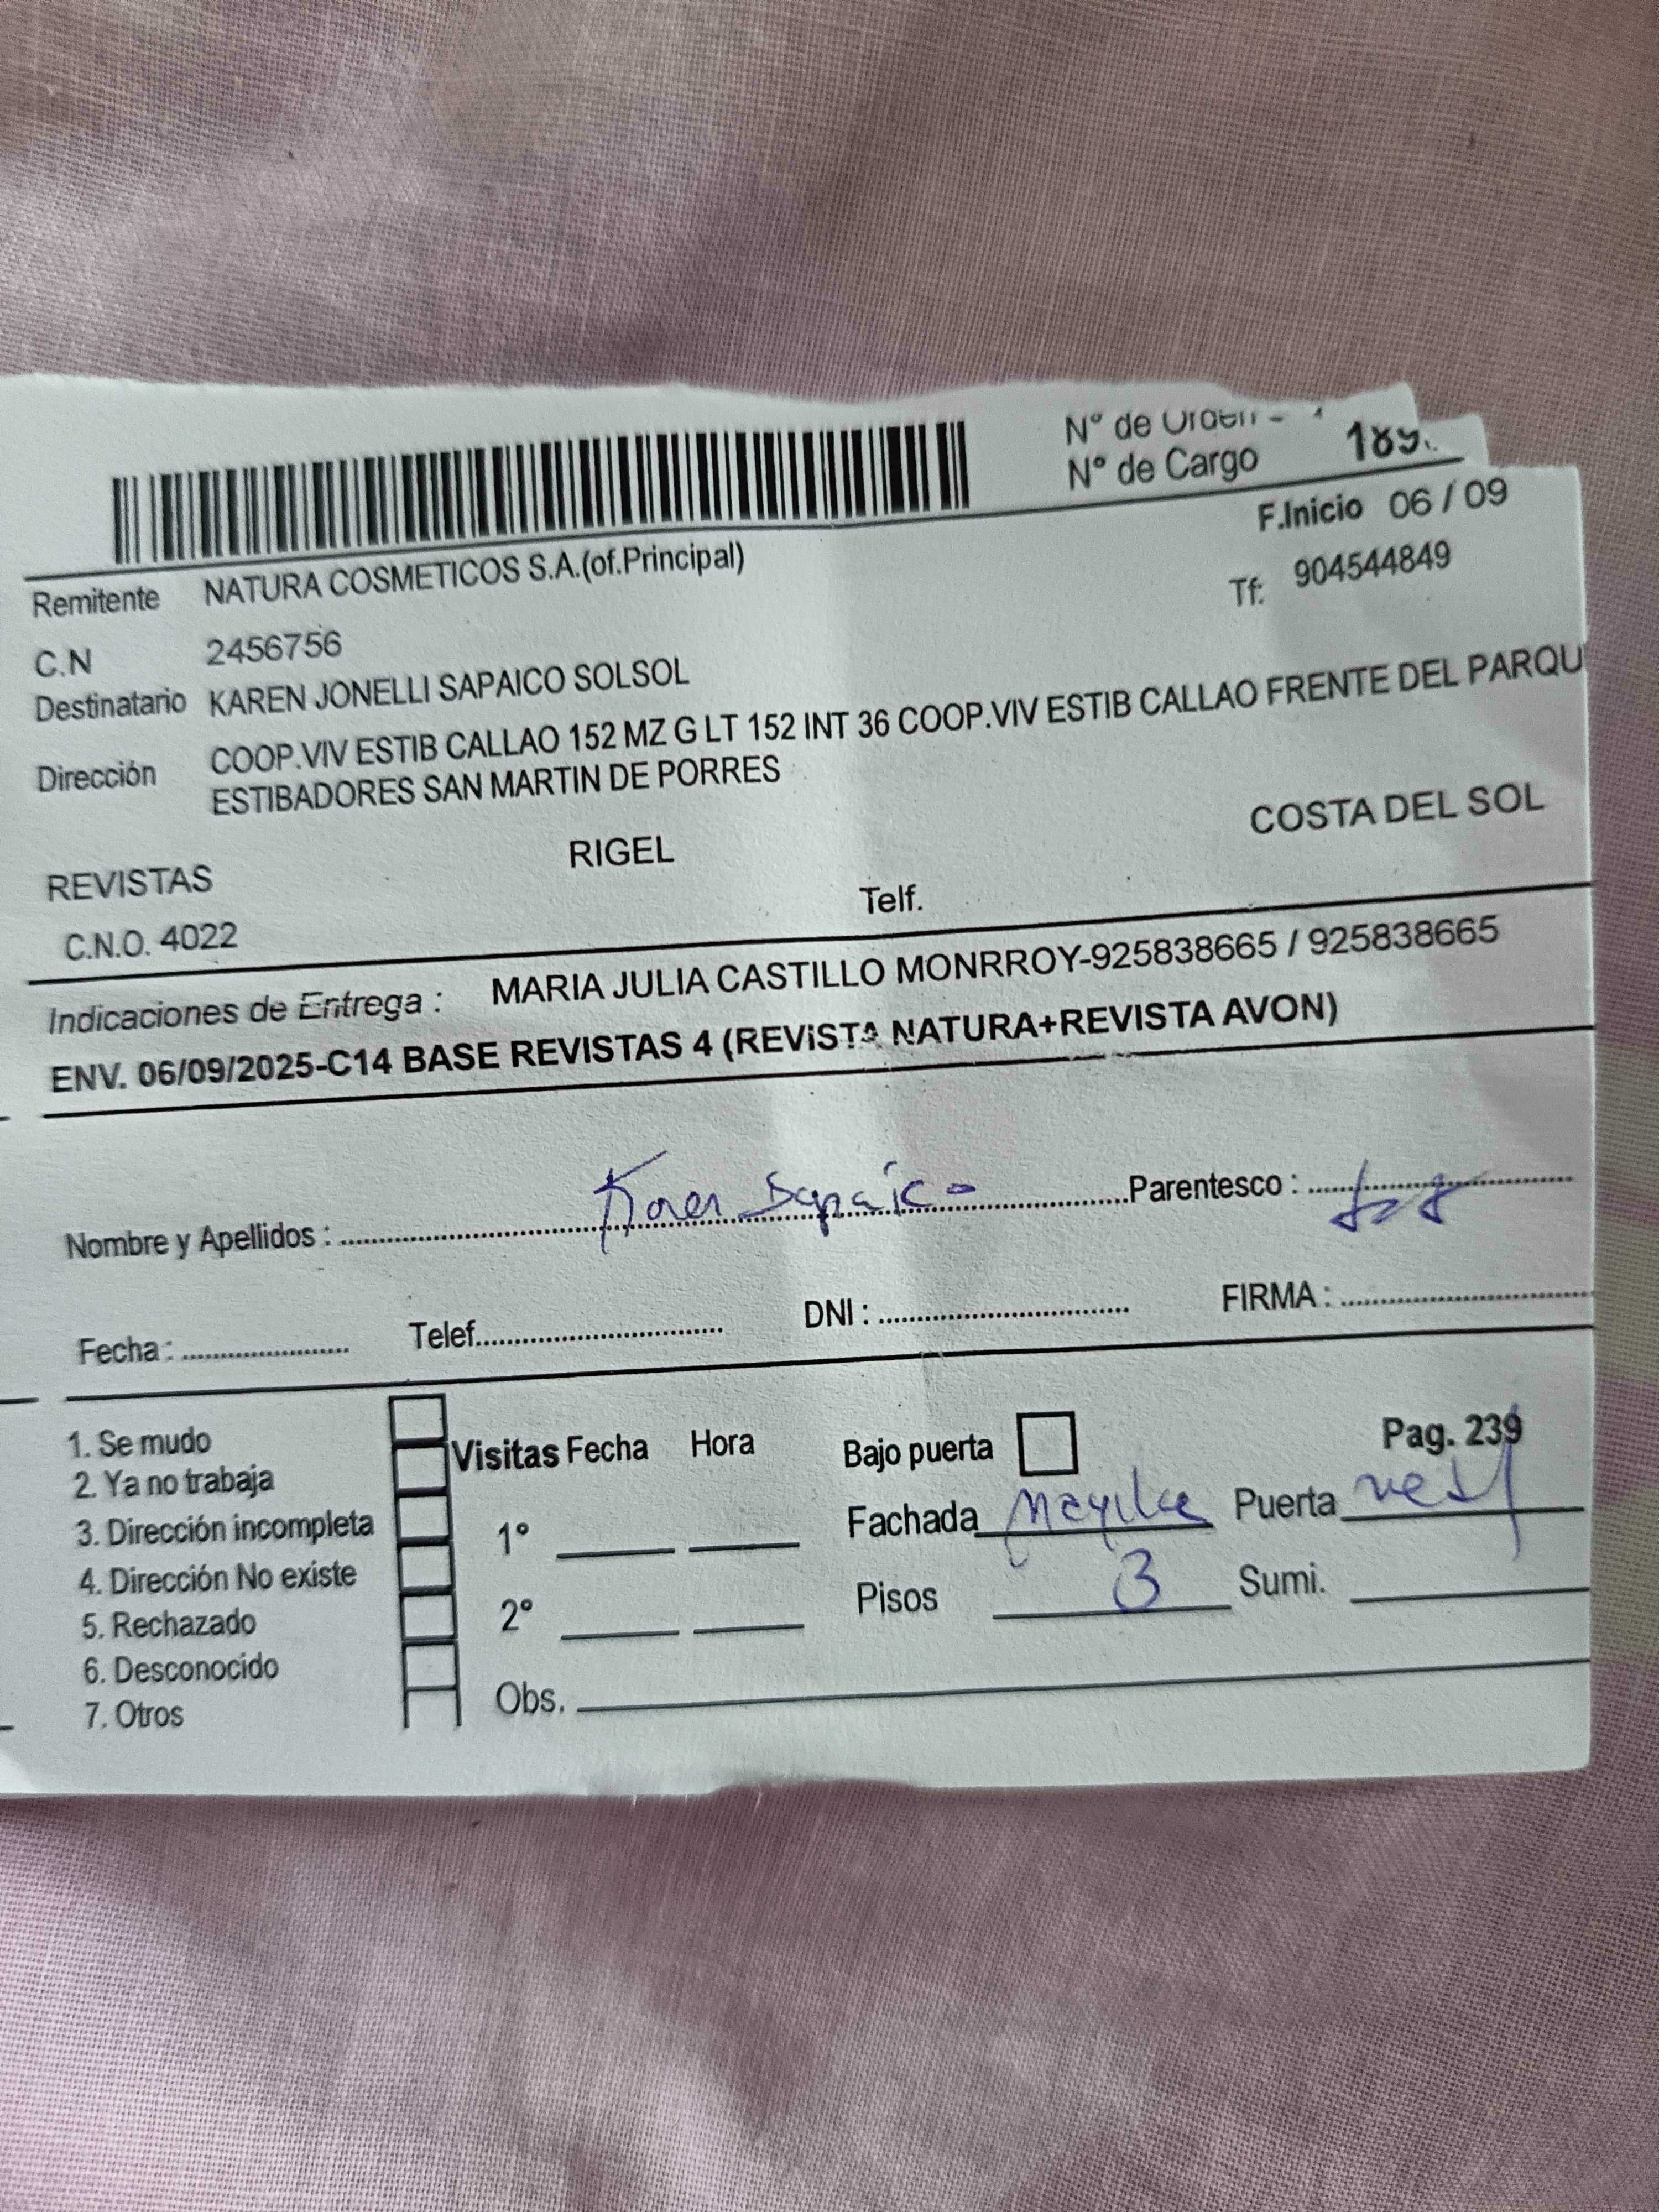 N° de Orden -
N° de Cargo
F.Inicio 06 / 09
Remitente NATURA COSMETICOS S.A.(of.Principal) Tf: 904544849
C.N 2456756
Destinatario KAREN JONELLI SAPAICO SOLSOL
Dirección COOP.VIV ESTIB CALLAO 152 MZ G LT 152 INT 36 COOP.VIV ESTIB CALLAO FRENTE DEL PARQU
ESTIBADORES SAN MARTIN DE PORRES
REVISTAS RIGEL COSTA DEL SOL
C.N.O. 4022 Telf.
Indicaciones de Entrega : MARIA JULIA CASTILLO MONRROY-925838665 / 925838665
ENV. 06/09/2025-C14 BASE REVISTAS 4 (REVISTA NATURA+REVISTA AVON)
Nombre y Apellidos : Karen Sapaico Parentesco :
Fecha : Telef. DNI : FIRMA :
1. Se mudo
2. Ya no trabaja
3. Dirección incompleta
4. Dirección No existe
5. Rechazado
6. Desconocido
7. Otros
Visitas Fecha Hora
1°
2°
Obs.
Bajo puerta Pag. 239
Fachada Puerta
Pisos 3 Sumi.